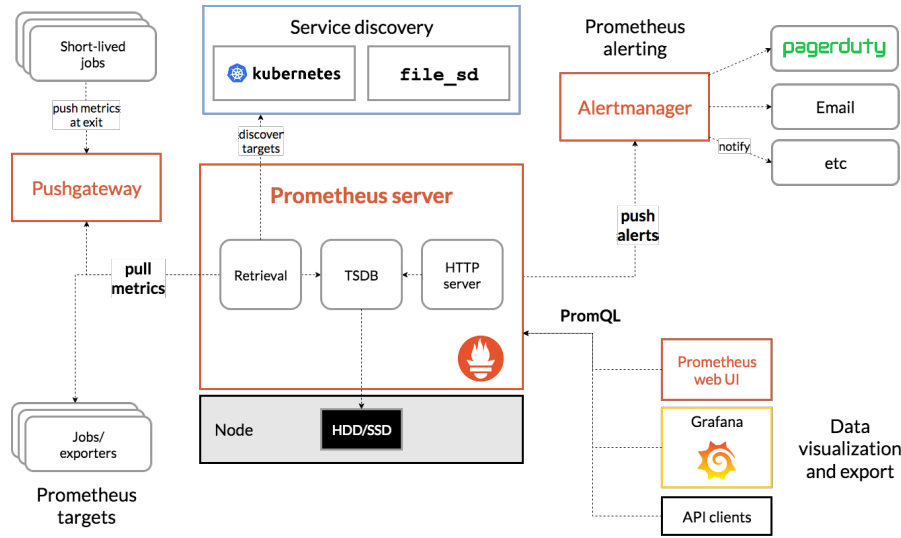 Short-lived
jobs
push metrics
at exit
Pushgateway
pull
metrics
Jobs/
exporters
Prometheus
targets
Service discovery
kubernetes
file_sd
discover
targets
Prometheus server
Retrieval
TSDB
HTTP
server
Node
HDD/SSD
Prometheus
alerting
Alertmanager
pagerduty
Email
notify
etc
push
alerts
PromQL
Prometheus
web UI
Grafana
API clients
Data
visualization
and export